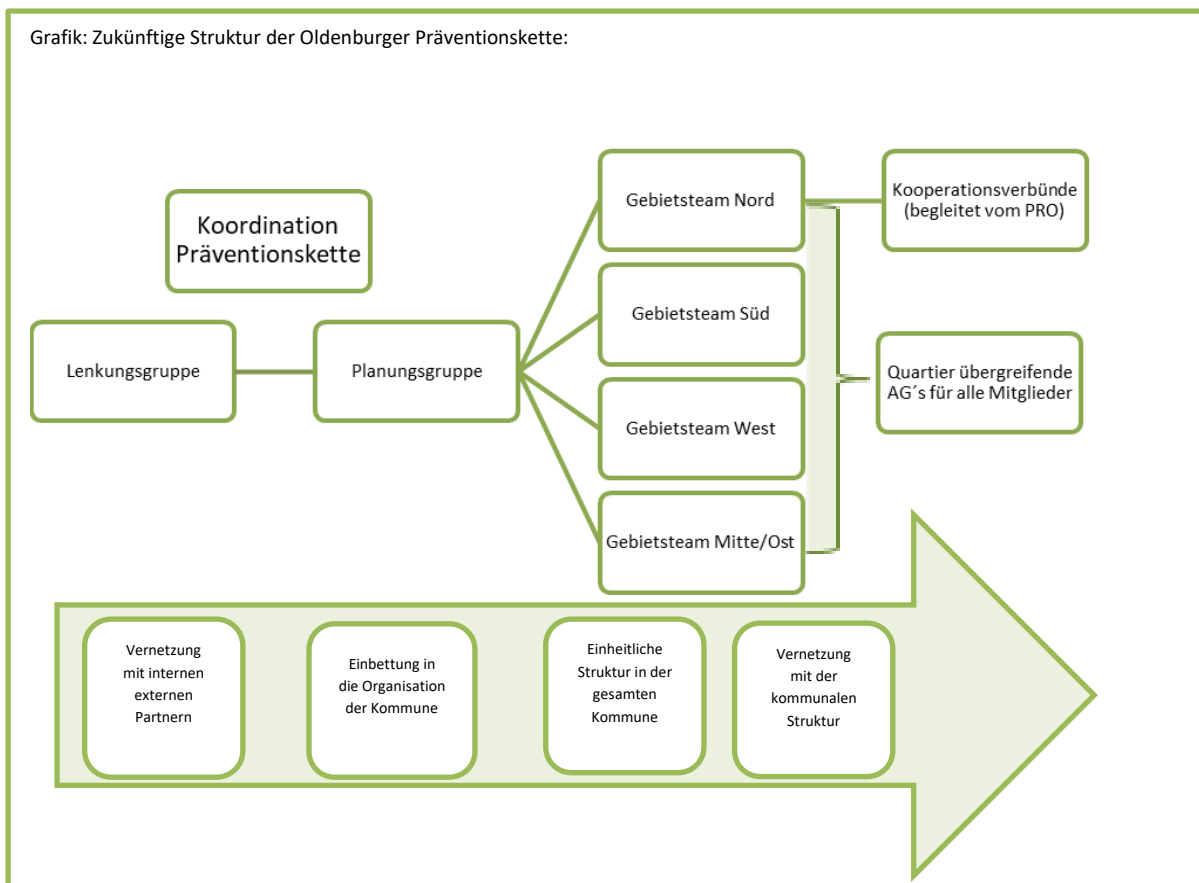 Grafik: Zukünftige Struktur der Oldenburger Präventionskette:
Koordination
Präventionskette
Lenkungsgruppe
Planungsgruppe
Gebietsteam Nord
Gebietsteam Süd
Gebietsteam West
Gebietsteam Mitte/Ost
Kooperationsverbünde
(begleitet vom PRO)
Quartier übergreifende
AG´s für alle Mitglieder
Vernetzung
mit internen
externen
Partnern
Einbettung in
die Organisation
der Kommune
Einheitliche
Struktur in der
gesamten
Kommune
Vernetzung
mit der
kommunalen
Struktur